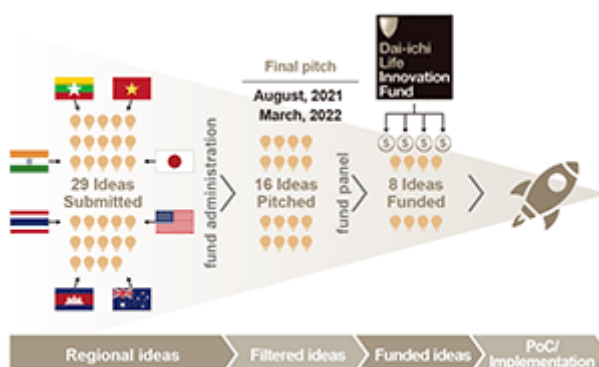 Final pitch
August, 2021
March, 2022
Dai-ichi
Life
Innovation
Fund
29 Ideas
Submitted
fund administration
16 Ideas
Pitched
fund panel
$ $ $ $
8 Ideas
Funded
Regional ideas
Filtered ideas
Funded ideas
PoC/
Implementation